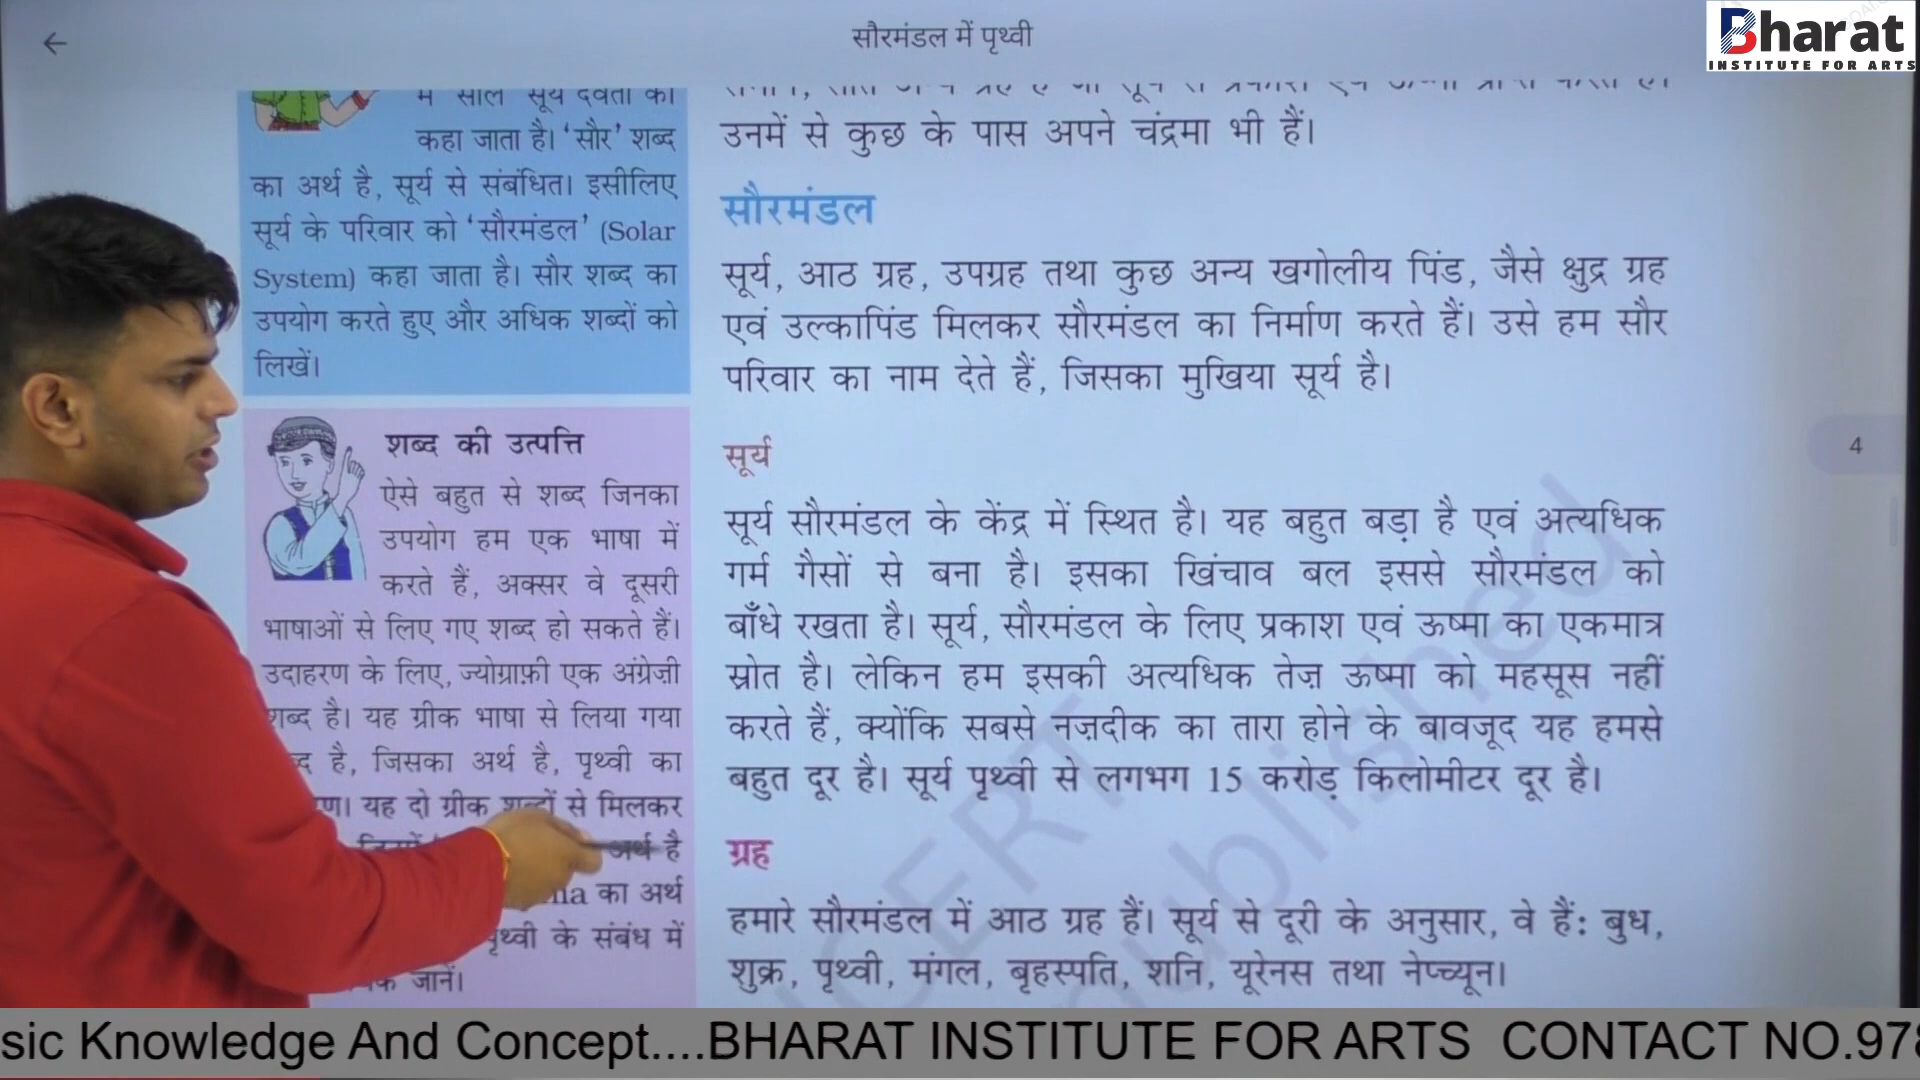 सौरमंडल में पृथ्वी
Bharat
INSTITUTE FOR ARTS
में साल सूर्य देवता को
कहा जाता है। ‘सौर’ शब्द
का अर्थ है, सूर्य से संबंधित। इसीलिए
सूर्य के परिवार को ‘सौरमंडल’ (Solar
System) कहा जाता है। सौर शब्द का
उपयोग करते हुए और अधिक शब्दों को
लिखें।
शब्द की उत्पत्ति
ऐसे बहुत से शब्द जिनका
उपयोग हम एक भाषा में
करते हैं, अक्सर वे दूसरी
भाषाओं से लिए गए शब्द हो सकते हैं।
उदाहरण के लिए, ज्योग्राफ़ी एक अंग्रेज़ी
शब्द है। यह ग्रीक भाषा से लिया गया
है, जिसका अर्थ है, पृथ्वी का
यह दो ग्रीक शब्दों से मिलकर
अर्थ है
का अर्थ
पृथ्वी के संबंध में
जानें।
उनमें से कुछ के पास अपने चंद्रमा भी हैं।
सौरमंडल
सूर्य, आठ ग्रह, उपग्रह तथा कुछ अन्य खगोलीय पिंड, जैसे क्षुद्र ग्रह
एवं उल्कापिंड मिलकर सौरमंडल का निर्माण करते हैं। उसे हम सौर
परिवार का नाम देते हैं, जिसका मुखिया सूर्य है।
सूर्य
सूर्य सौरमंडल के केंद्र में स्थित है। यह बहुत बड़ा है एवं अत्यधिक
गर्म गैसों से बना है। इसका खिंचाव बल इससे सौरमंडल को
बाँधे रखता है। सूर्य, सौरमंडल के लिए प्रकाश एवं ऊष्मा का एकमात्र
स्रोत है। लेकिन हम इसकी अत्यधिक तेज़ ऊष्मा को महसूस नहीं
करते हैं, क्योंकि सबसे नज़दीक का तारा होने के बावजूद यह हमसे
बहुत दूर है। सूर्य पृथ्वी से लगभग 15 करोड़ किलोमीटर दूर है।
ग्रह
हमारे सौरमंडल में आठ ग्रह हैं। सूर्य से दूरी के अनुसार, वे हैं: बुध,
शुक्र, पृथ्वी, मंगल, बृहस्पति, शनि, यूरेनस तथा नेप्च्यून।
4
sic Knowledge And Concept....BHARAT INSTITUTE FOR ARTS CONTACT NO.978